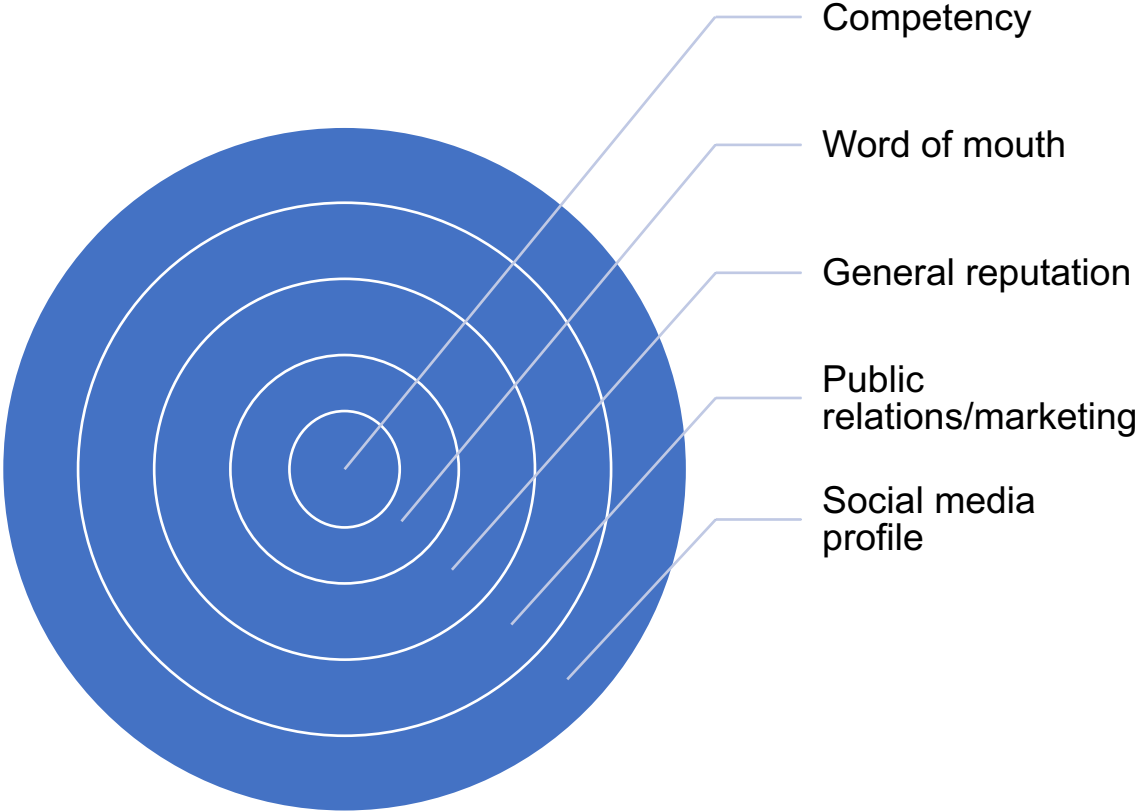 Competency
Word of mouth
General reputation
Public
relations/marketing
Social media
profile